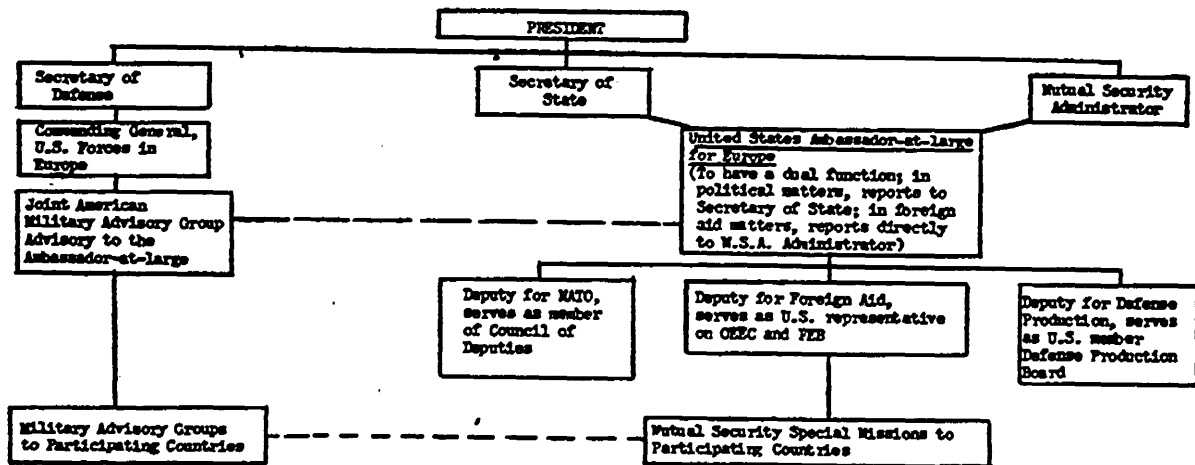 PRESIDENT
Secretary of
Defense
Secretary of
State
Mutual Security
Administrator
Commanding General,
U.S. Forces in
Europe
United States Ambassador-at-large
for Europe
(To have a dual function; in
political matters, reports to
Secretary of State; in foreign
aid matters, reports directly
to M.S.A. Administrator)
Joint American
Military Advisory Group
Advisory to the
Ambassador-at-large
Deputy for NATO,
serves as member
of Council of
Deputies
Deputy for Foreign Aid,
serves as U.S. representative
on OEEC and FEB
Deputy for Defense
Production, serves
as U.S. member
Defense Production
Board
Military Advisory Groups
to Participating Countries
Mutual Security Special Missions to
Participating Countries